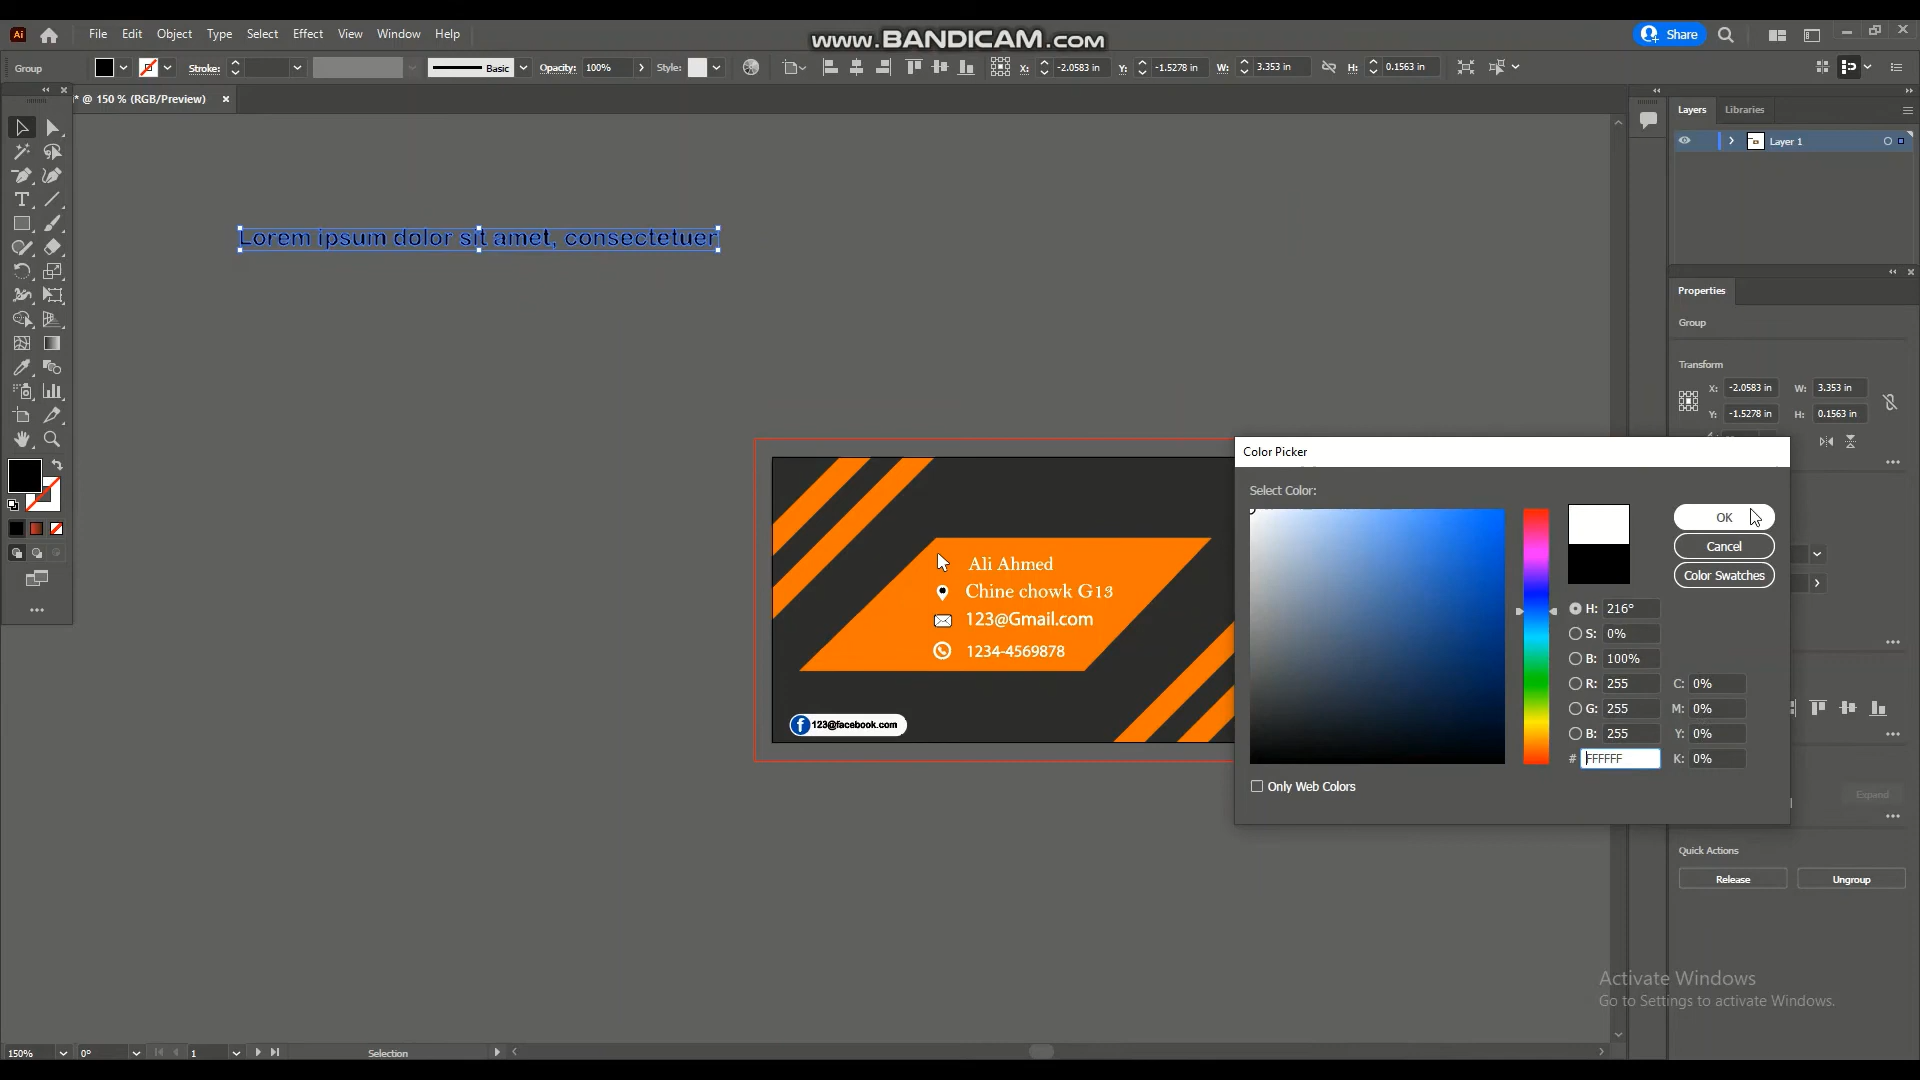 www.BANDICAM.com
Ai
File Edit Object Type Select Effect View Window Help
Share
Group
Stroke:
Basic
Opacity: 100%
Style:
X: -2.0583 in Y: -1.5278 in W: 3.353 in H: 0.1563 in
* @ 150 % (RGB/Preview)
Layers Libraries
Layer 1
Lorem ipsum dolor sit amet, consectetuer
Properties
Group
Transform
X: -2.0583 in W: 3.353 in
Y: -1.5278 in H: 0.1563 in
Color Picker
Select Color:
OK
Cancel
Color Swatches
H: 216°
S: 0%
B: 100%
R: 255 C: 0%
G: 255 M: 0%
B: 255 Y: 0%
# FFFFFF K: 0%
Only Web Colors
Ali Ahmed
Chine chowk G13
123@Gmail.com
1234-4569878
f 123@facebook.com
Expand
Quick Actions
Release Ungroup
Activate Windows
Go to Settings to activate Windows.
150% 0° 1 Selection